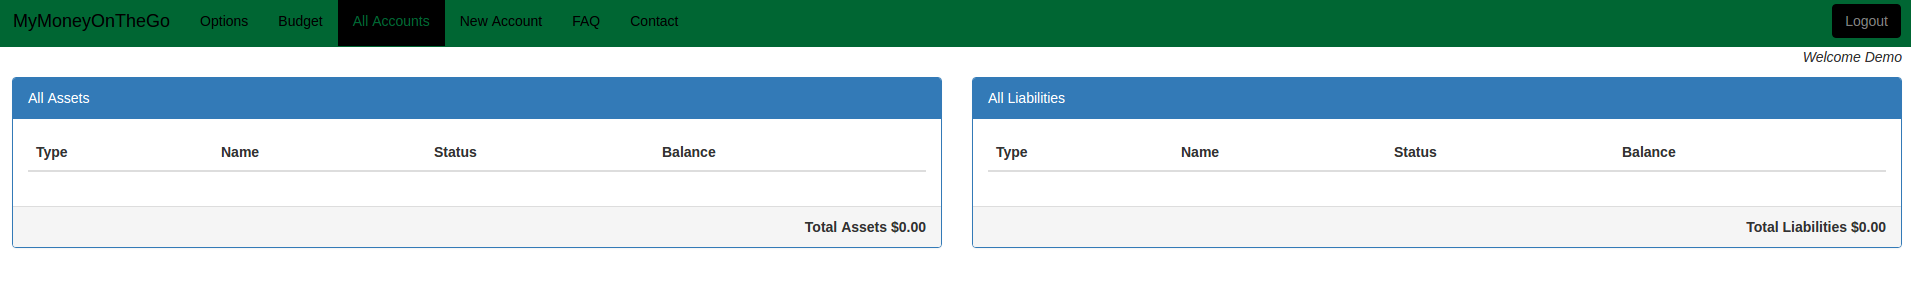 MyMoneyOnTheGo Options Budget All Accounts New Account FAQ Contact Logout
Welcome Demo
All Assets
Type Name Status Balance
Total Assets $0.00
All Liabilities
Type Name Status Balance
Total Liabilities $0.00